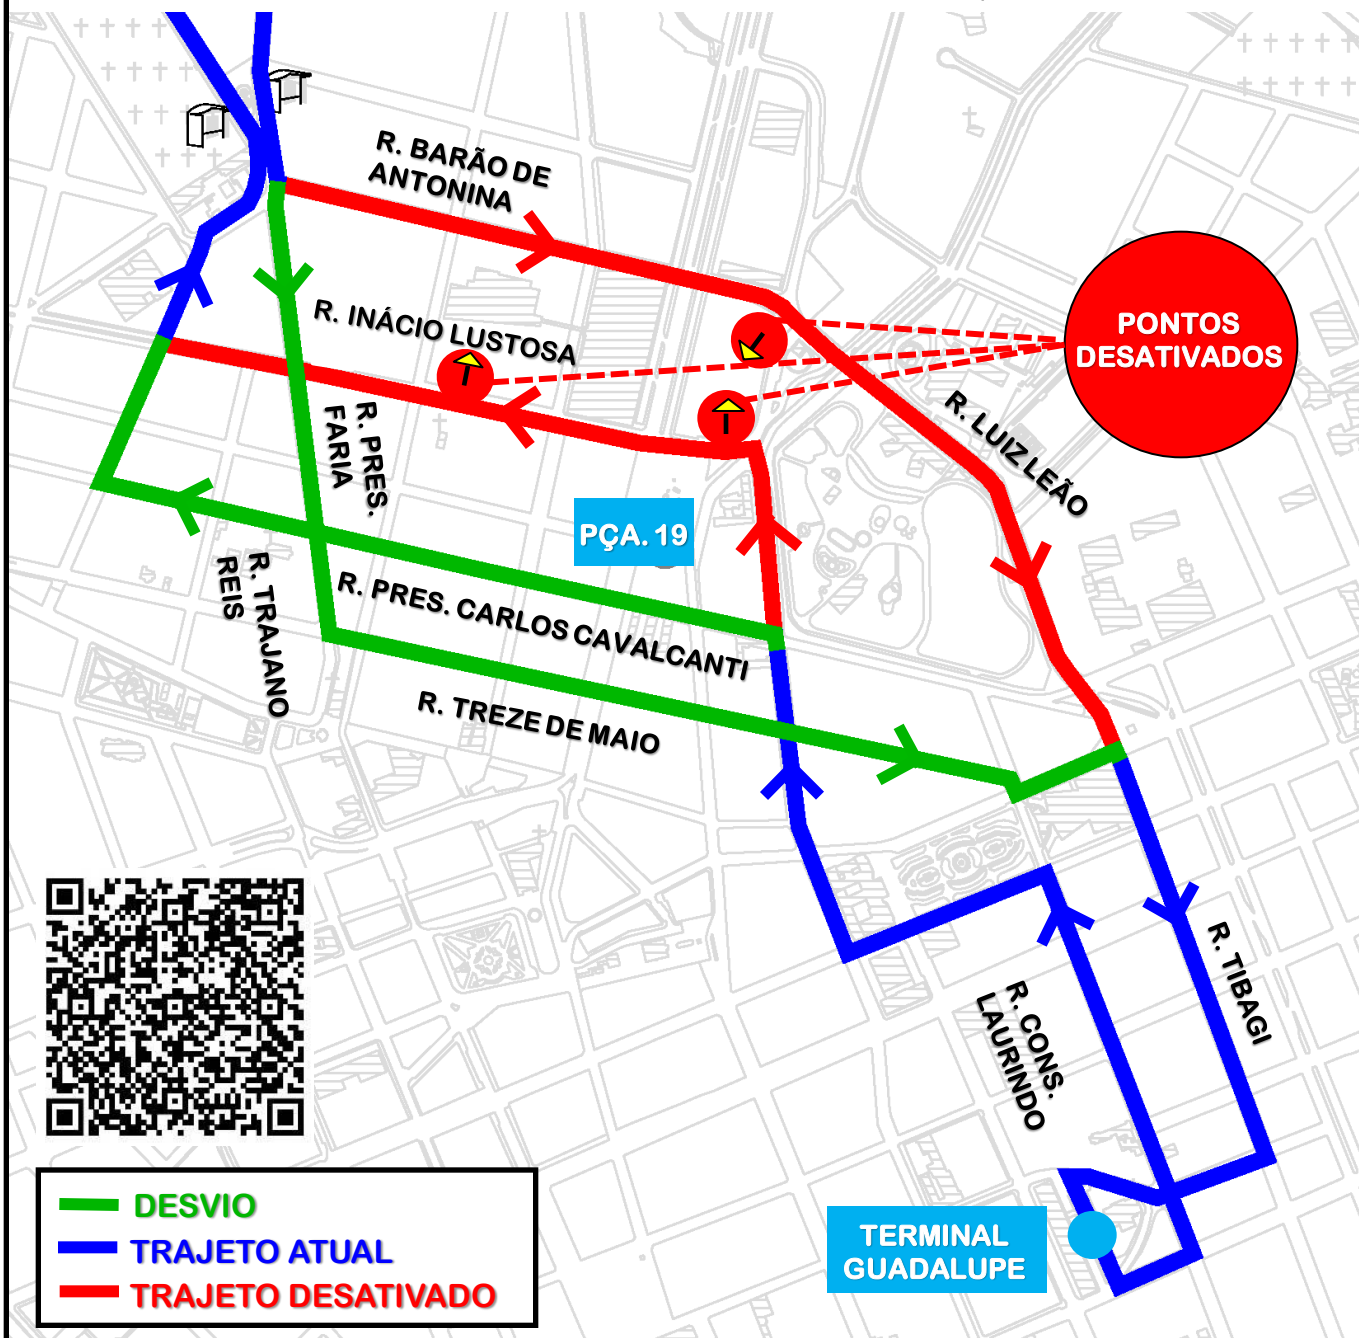 R. BARÃO DE
ANTONINA
R. INÁCIO LUSTOSA
PONTOS
DESATIVADOS
R. LUIZ LEÃO
R. PRES.
FARIA
PÇA. 19
R. TRAJANO
REIS
R. PRES. CARLOS CAVALCANTI
R. TREZE DE MAIO
R. TIBAGI
R. CONS.
LAURINDO
TERMINAL
GUADALUPE
DESVIO
TRAJETO ATUAL
TRAJETO DESATIVADO